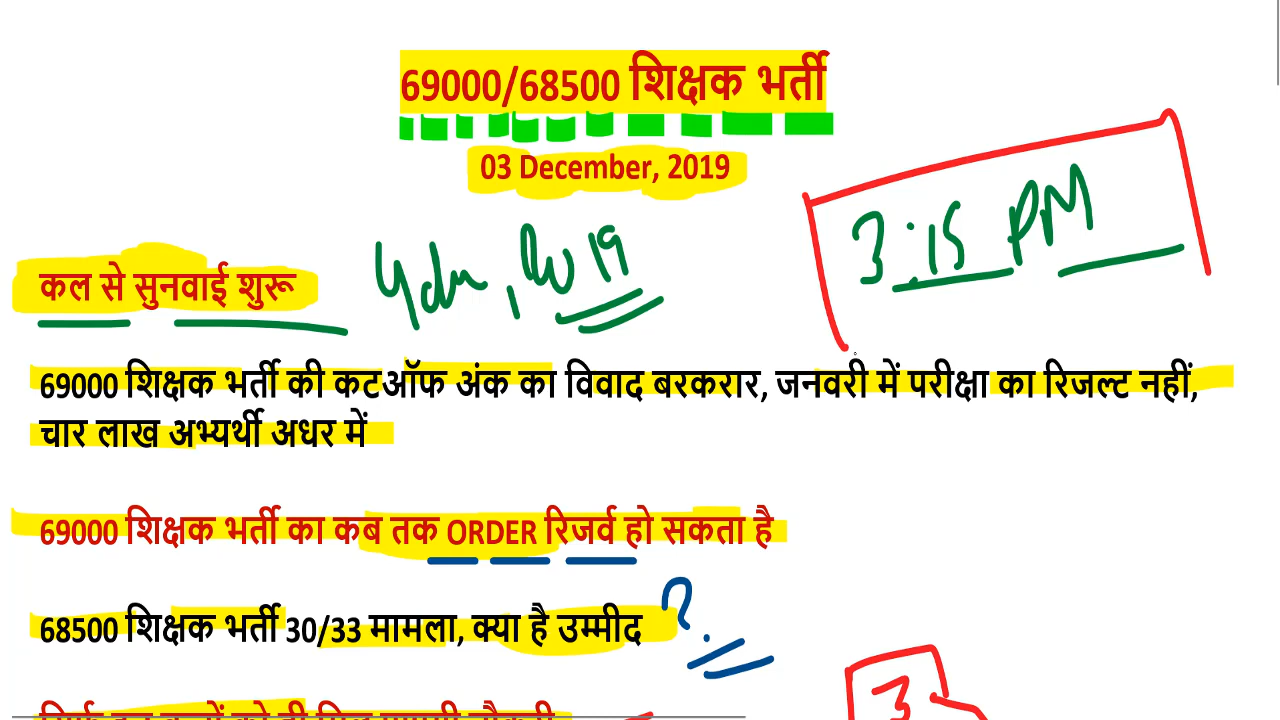 69000/68500 शिक्षक भर्ती
03 December, 2019
3:15 PM
कल से सुनवाई शुरू
19
69000 शिक्षक भर्ती की कटऑफ अंक का विवाद बरकरार, जनवरी में परीक्षा का रिजल्ट नहीं,
चार लाख अभ्यर्थी अधर में
69000 शिक्षक भर्ती का कब तक ORDER रिजर्व हो सकता है
68500 शिक्षक भर्ती 30/33 मामला, क्या है उम्मीद ?
3